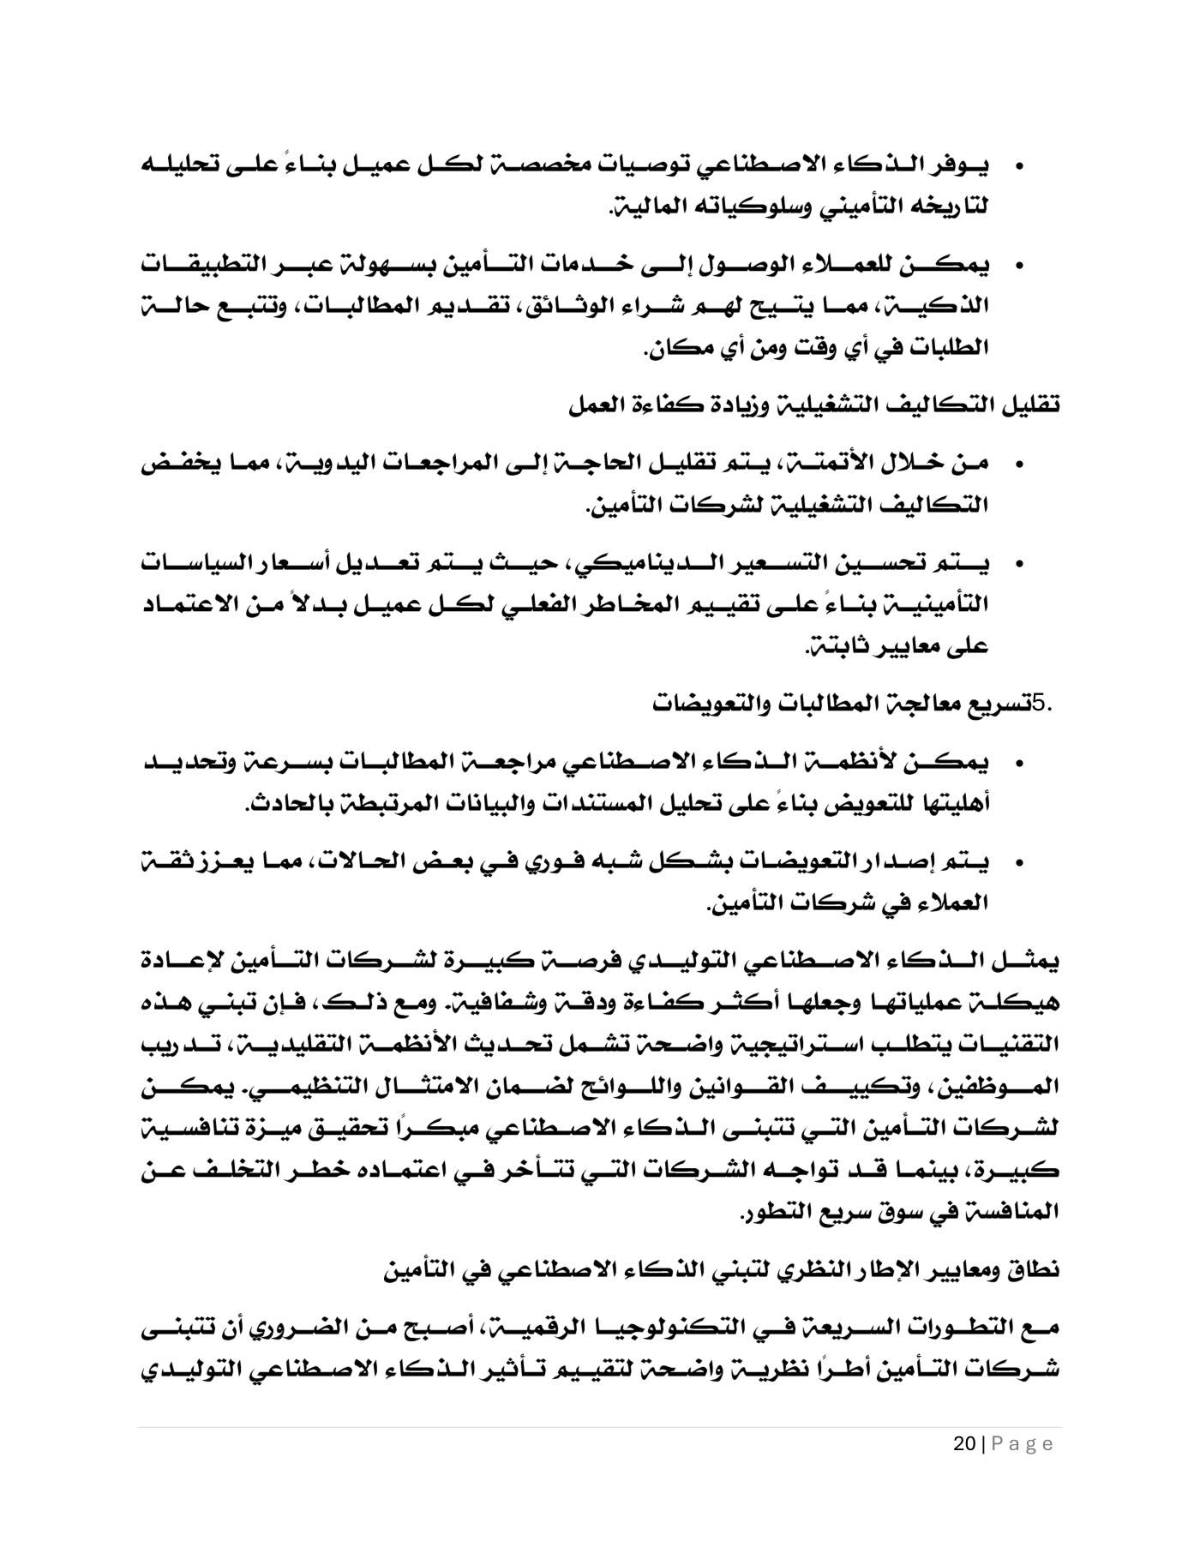 • يوفر الذكاء الاصطناعي توصيات مخصصة لكل عميل بناءً على تحليله
لتاريخه التأميني وسلوكياته المالية.
• يمكن للعملاء الوصول إلى خدمات التأمين بسهولة عبر التطبيقات
الذكية، مما يتيح لهم شراء الوثائق، تقديم المطالبات، وتتبع حالة
الطلبات في أي وقت ومن أي مكان.
تقليل التكاليف التشغيلية وزيادة كفاءة العمل
• من خلال الأتمتة، يتم تقليل الحاجة إلى المراجعات اليدوية، مما يخفض
التكاليف التشغيلية لشركات التأمين.
• يتم تحسين التسعير الديناميكي، حيث يتم تعديل أسعار السياسات
التأمينية بناءً على تقييم المخاطر الفعلي لكل عميل بدلاً من الاعتماد
على معايير ثابتة.
.5تسريع معالجة المطالبات والتعويضات
• يمكن لأنظمة الذكاء الاصطناعي مراجعة المطالبات بسرعة وتحديد
أهليتها للتعويض بناءً على تحليل المستندات والبيانات المرتبطة بالحادث.
• يتم إصدار التعويضات بشكل شبه فوري في بعض الحالات، مما يعزز ثقة
العملاء في شركات التأمين.
يمثل الذكاء الاصطناعي التوليدي فرصة كبيرة لشركات التأمين لإعادة
هيكلة عملياتها وجعلها أكثر كفاءة ودقة وشفافية. ومع ذلك، فإن تبني هذه
التقنيات يتطلب استراتيجية واضحة تشمل تحديث الأنظمة التقليدية، تدريب
الموظفين، وتكييف القوانين واللوائح لضمان الامتثال التنظيمي. يمكن
لشركات التأمين التي تتبنى الذكاء الاصطناعي مبكرًا تحقيق ميزة تنافسية
كبيرة، بينما قد تواجه الشركات التي تتأخر في اعتماده خطر التخلف عن
المنافسة في سوق سريع التطور.
نطاق ومعايير الإطار النظري لتبني الذكاء الاصطناعي في التأمين
مع التطورات السريعة في التكنولوجيا الرقمية، أصبح من الضروري أن تتبنى
شركات التأمين أطرًا نظرية واضحة لتقييم تأثير الذكاء الاصطناعي التوليدي
20 | Page